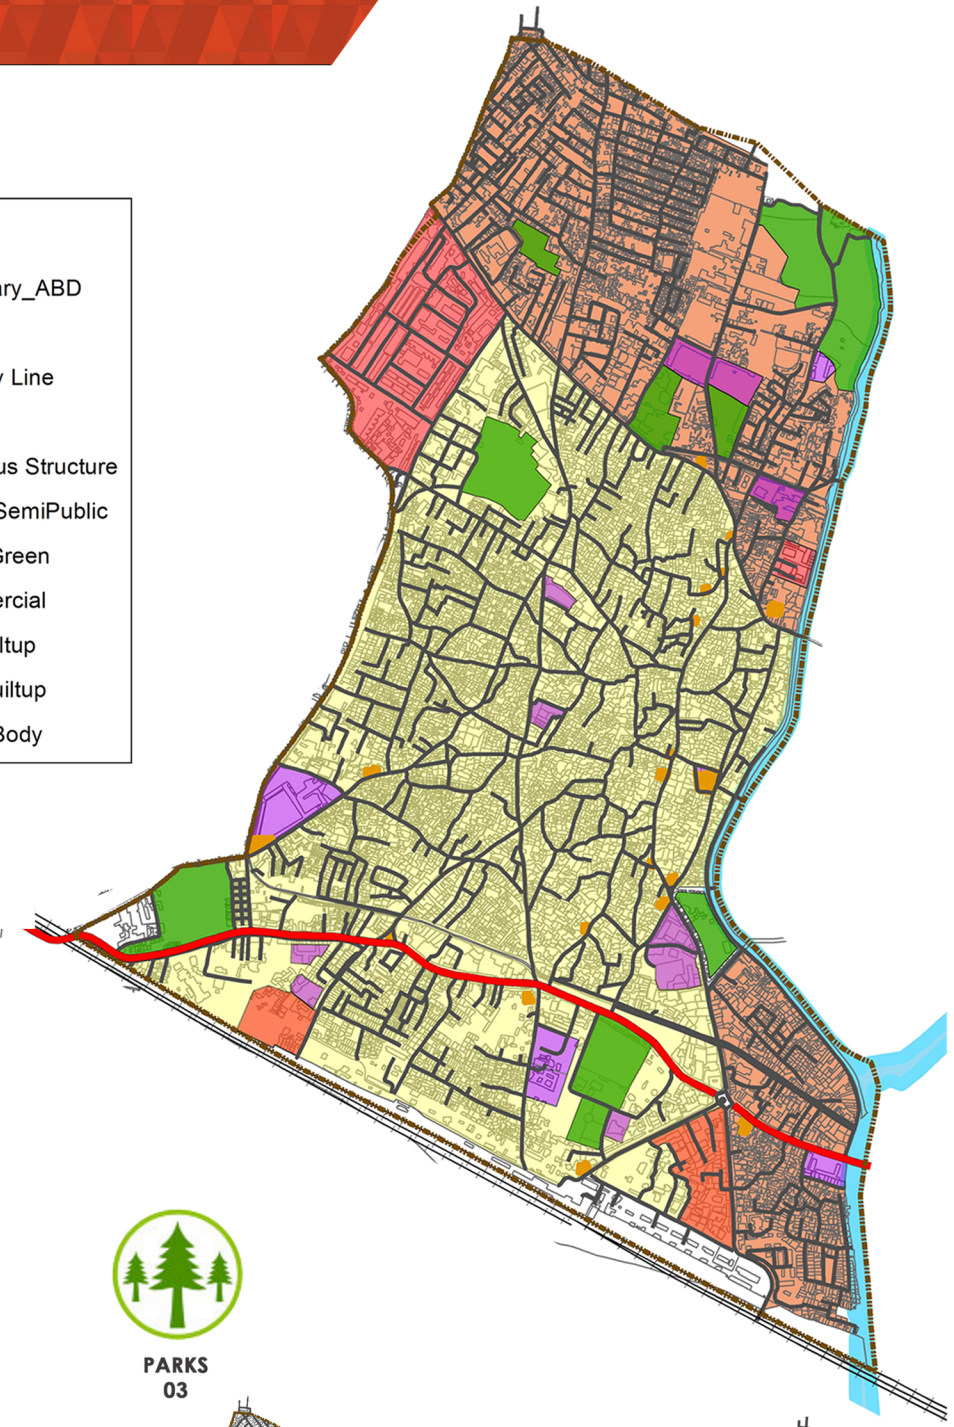 ary_ABD
Line
us Structure
SemiPublic
Green
ercial
ltup
uiltup
Body
PARKS
03